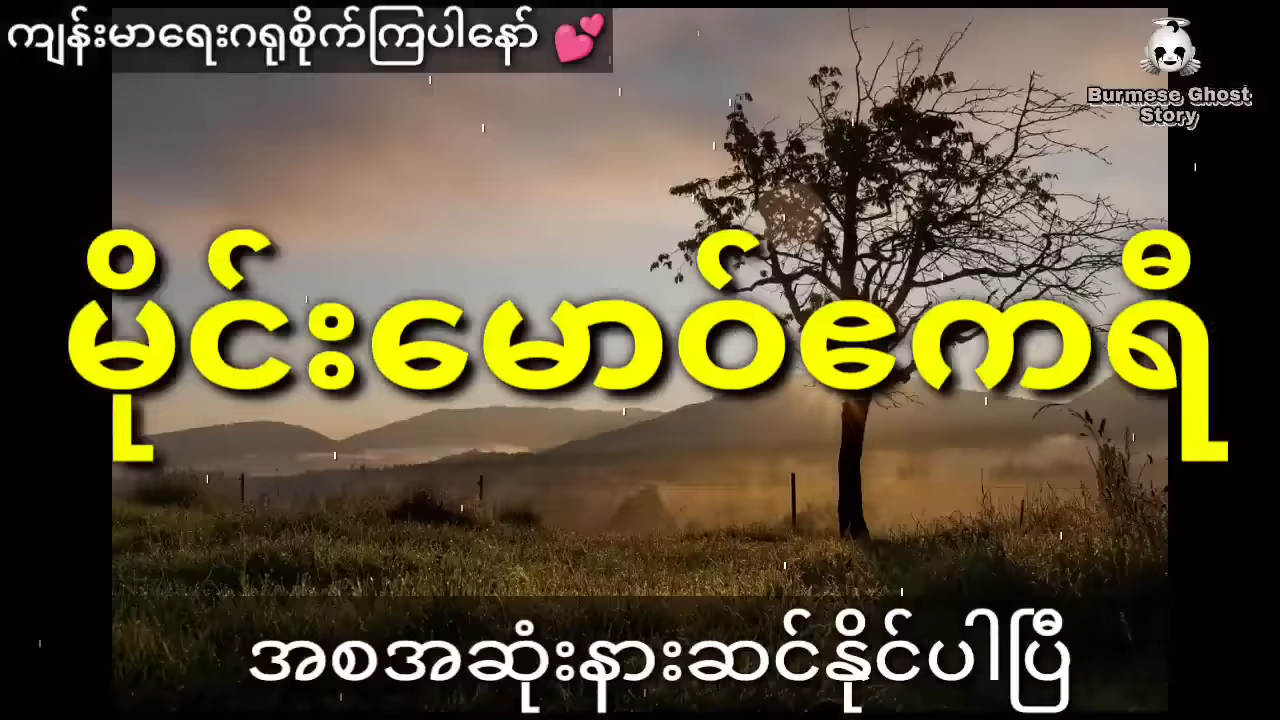 ကျန်းမာရေးဂရုစိုက်ကြပါနော် 💕
Burmese Ghost
Story
မိုင်းမောဝ်ဧကရီ
အစအဆုံးနားဆင်နိုင်ပါပြီ